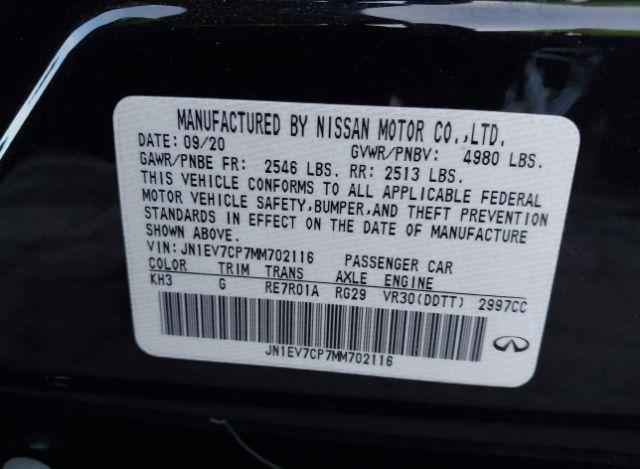 MANUFACTURED BY NISSAN MOTOR CO.,LTD.
DATE: 09/20 GVWR/PNBV: 4980 LBS.
GAWR/PNBE FR: 2546 LBS. RR: 2513 LBS.
THIS VEHICLE CONFORMS TO ALL APPLICABLE FEDERAL
MOTOR VEHICLE SAFETY,BUMPER,AND THEFT PREVENTION
STANDARDS IN EFFECT ON THE DATE OF MANUFACTURE
SHOWN ABOVE.
VIN: JN1EV7CP7MM702116 PASSENGER CAR
COLOR TRIM TRANS AXLE ENGINE
KH3 G RE7R01A RG29 VR30(DDTT) 2997CC
JN1EV7CP7MM702116